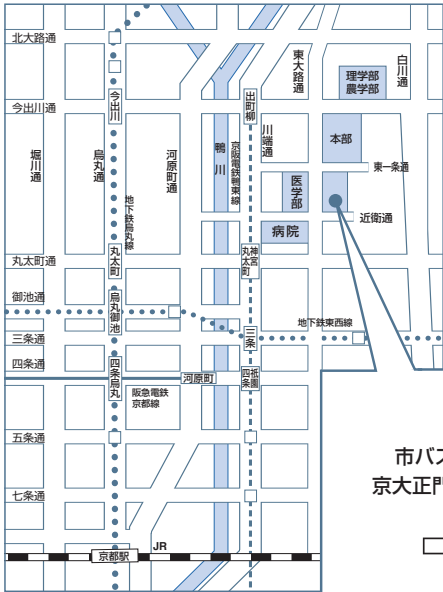 北大路通
今出川通
丸太町通
御池通
三条通
四条通
五条通
七条通
堀川通
烏丸通
河原町通
川端通
東大路通
白川通
今出川
出町柳
鴨川
京阪電鉄鴨東線
地下鉄烏丸線
理学部
農学部
本部
東一条通
医学部
近衛通
病院
丸太町
神宮
丸太町
烏丸御池
三条
地下鉄東西線
四条烏丸
河原町
祇園
四条
阪急電鉄
京都線
京都駅
JR
市バス
京大正門